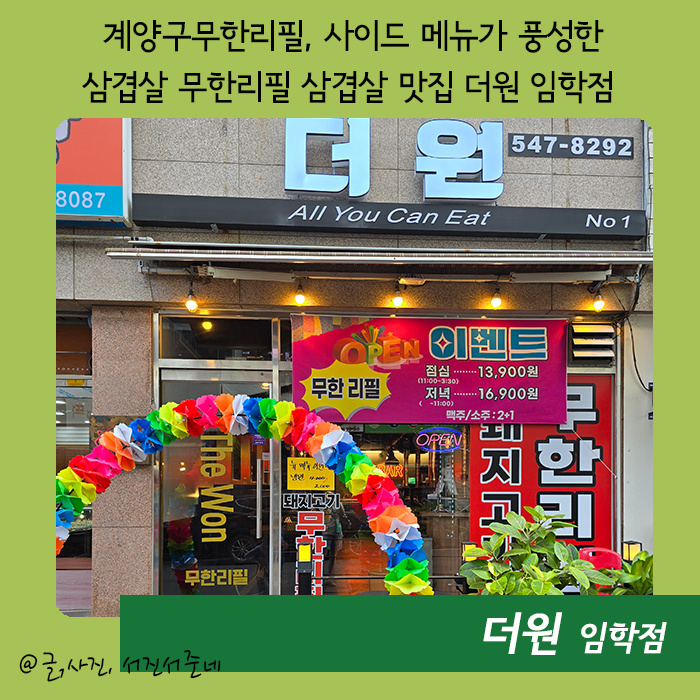 계양구무한리필, 사이드 메뉴가 풍성한
삼겹살 무한리필 삼겹살 맛집 더원 임학점
더원
547-8292
8087
All You Can Eat
No 1
OPEN 이벤트
무한 리필
점심 ········ 13,900원
(11:00~3:30)
저녁 ········ 16,900원
( ~11:00)
맥주/소주 : 2+1
OPEN
The Won
무한리필
돼지고기
무한리
돼지고
무한리
더원 임학점
@글,사진, 서진서준네